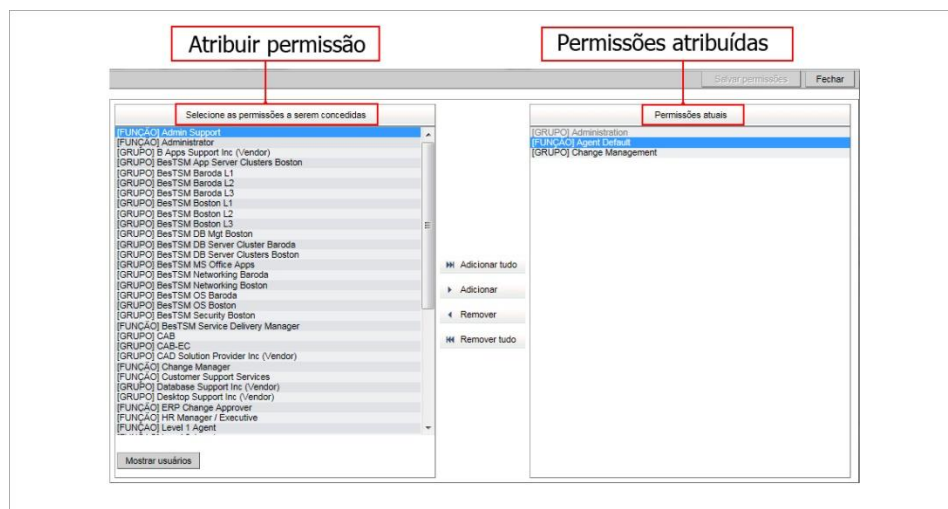 Atribuir permissão
Permissões atribuídas
Salvar permissões
Fechar
Selecione as permissões a serem concedidas
Permissões atuais
[FUNÇÃO] Admin Support
[FUNÇÃO] Administrator
[GRUPO] B Apps Support Inc (Vendor)
[GRUPO] BesTSM App Server Clusters Boston
[GRUPO] BesTSM Baroda L1
[GRUPO] BesTSM Baroda L2
[GRUPO] BesTSM Baroda L3
[GRUPO] BesTSM Boston L1
[GRUPO] BesTSM Boston L2
[GRUPO] BesTSM Boston L3
[GRUPO] BesTSM DB Mgt Boston
[GRUPO] BesTSM DB Server Cluster Baroda
[GRUPO] BesTSM DB Server Clusters Boston
[GRUPO] BesTSM MS Office Apps
[GRUPO] BesTSM Networking Baroda
[GRUPO] BesTSM Networking Boston
[GRUPO] BesTSM OS Baroda
[GRUPO] BesTSM OS Boston
[GRUPO] BesTSM Security Boston
[FUNÇÃO] BesTSM Service Delivery Manager
[GRUPO] CAB
[GRUPO] CAB-EC
[GRUPO] CAD Solution Provider Inc (Vendor)
[FUNÇÃO] Change Manager
[FUNÇÃO] Customer Support Services
[GRUPO] Database Support Inc (Vendor)
[GRUPO] Desktop Support Inc (Vendor)
[FUNÇÃO] ERP Change Approver
[FUNÇÃO] HR Manager / Executive
[FUNÇÃO] Level 1 Agent
Mostrar usuários
Adicionar tudo
Adicionar
Remover
Remover tudo
[GRUPO] Administration
[FUNÇÃO] Agent Default
[GRUPO] Change Management